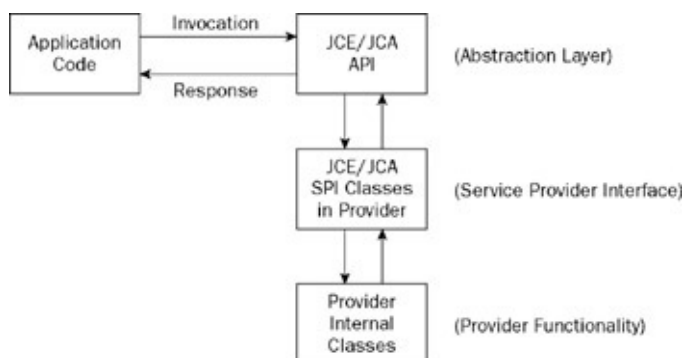 Application
Code
Invocation
Response
JCE/JCA
API
(Abstraction Layer)
JCE/JCA
SPI Classes
in Provider
(Service Provider Interface)
Provider
Internal
Classes
(Provider Functionality)